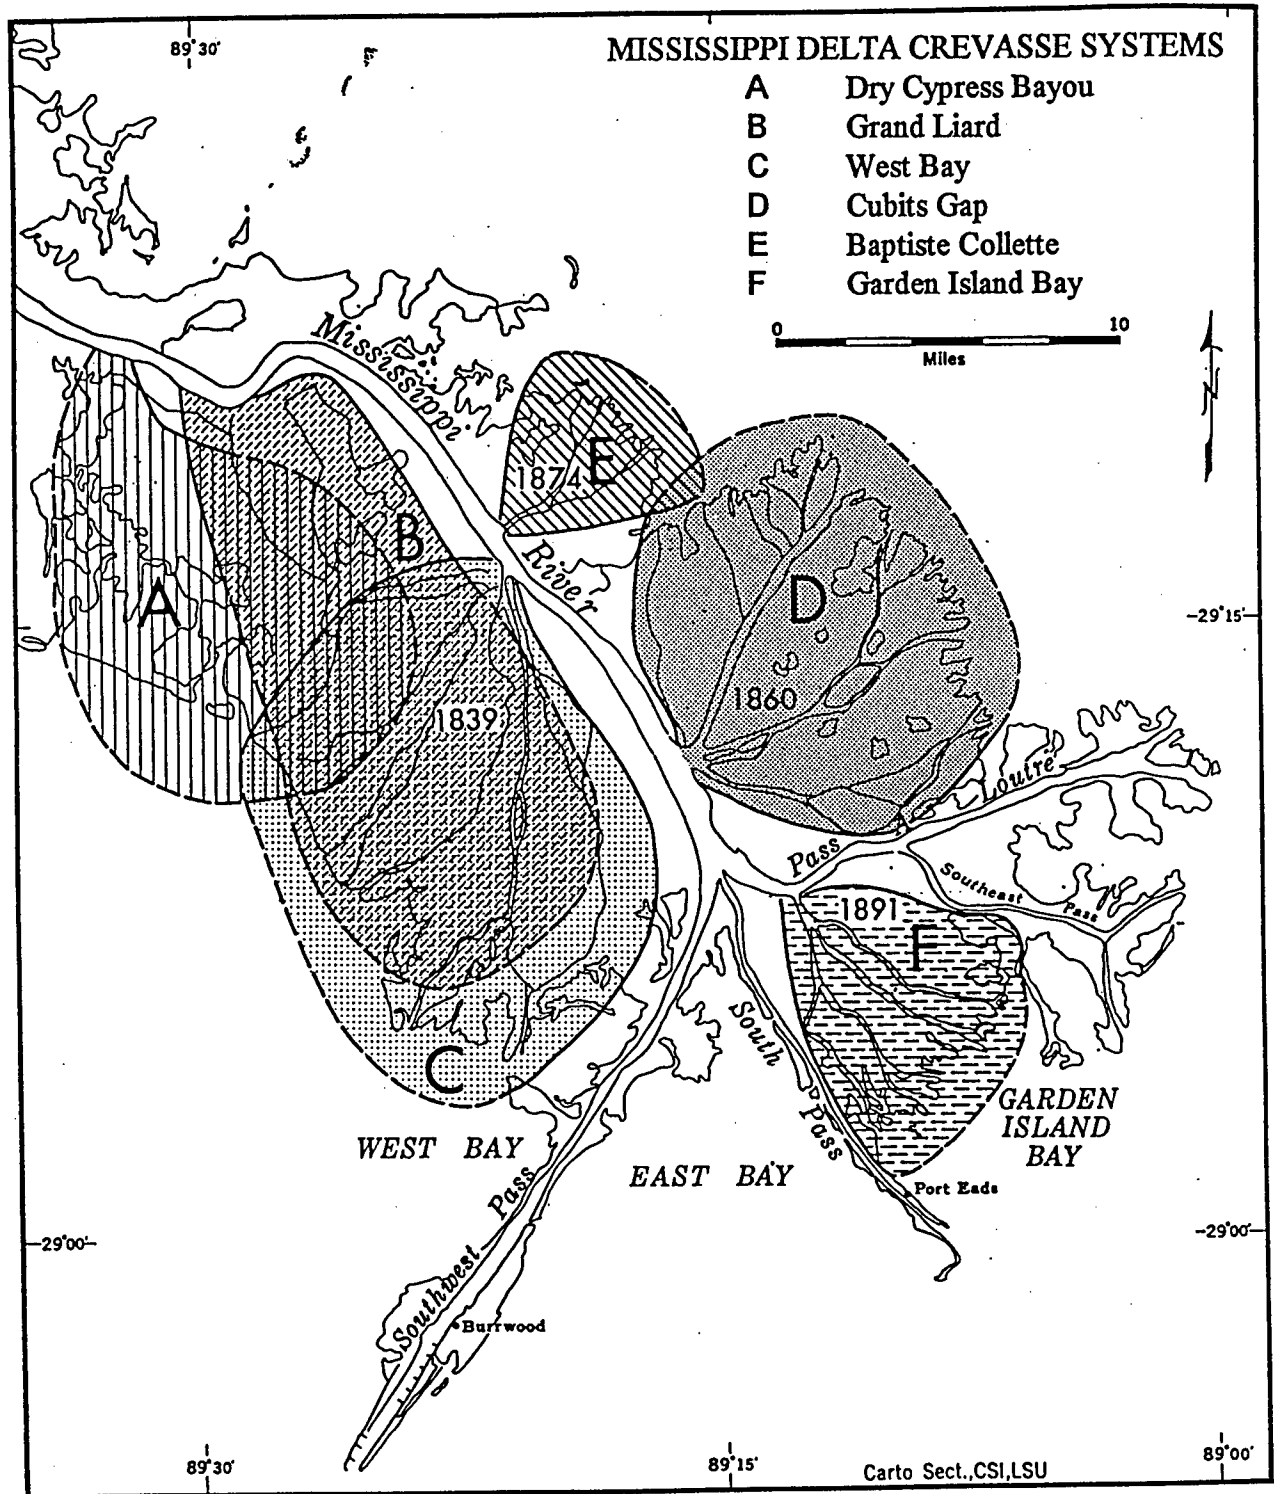 89°30'
MISSISSIPPI DELTA CREVASSE SYSTEMS
A Dry Cypress Bayou
B Grand Liard
C West Bay
D Cubits Gap
E Baptiste Collette
F Garden Island Bay
0 10
Miles
N
Mississippi
River
E
1874
B
A
D
1860
29°15'
1839
A Loutre
Pass
Southeast Pass
1891
F
South
Pass
C
GARDEN
ISLAND
BAY
WEST BAY
EAST BAY
Port Eads
Southwest Pass
29°00'
29°00'
Burrwood
89°30'
89°15'
89°00'
Carto Sect.,CSI,LSU